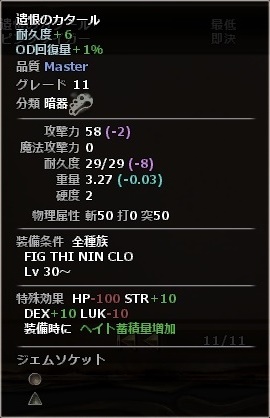 遺恨のカタール
耐久度+6
OD回復量+1%
品質 Master
グレード 11
分類 暗器
攻撃力 58 (-2)
魔法攻撃力 0
耐久度 29/29 (-8)
重量 3.27 (-0.03)
硬度 2
物理属性 斬50 打0 突50
装備条件 全種族
FIG THI NIN CLO
Lv 30～
特殊効果 HP-100 STR+10
DEX+10 LUK-10
装備時に ヘイト蓄積量増加
ジェムソケット
最低
即決
11/11